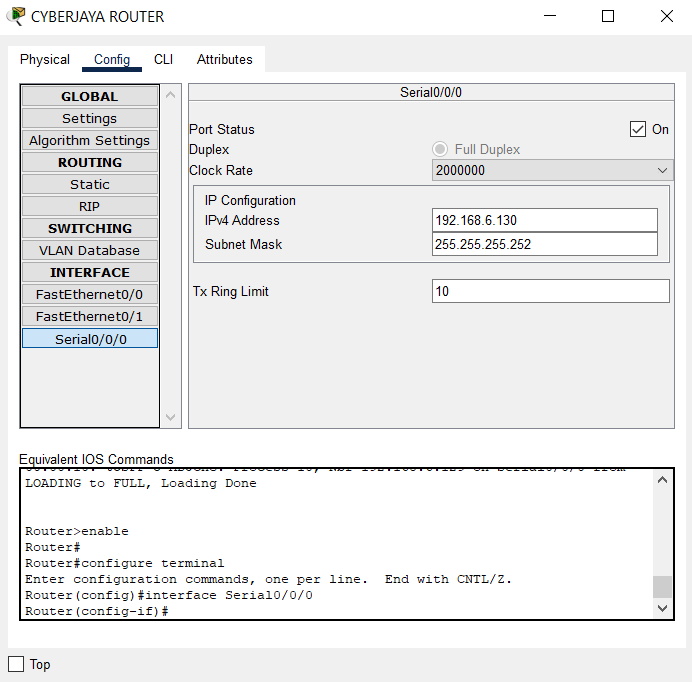 CYBERJAYA ROUTER
Physical Config CLI Attributes
GLOBAL
Settings
Algorithm Settings
ROUTING
Static
RIP
SWITCHING
VLAN Database
INTERFACE
FastEthernet0/0
FastEthernet0/1
Serial0/0/0
Serial0/0/0
Port Status On
Duplex Full Duplex
Clock Rate 2000000
IP Configuration
IPv4 Address 192.168.6.130
Subnet Mask 255.255.255.252
Tx Ring Limit 10
Equivalent IOS Commands
LOADING to FULL, Loading Done
Router>enable
Router#
Router#configure terminal
Enter configuration commands, one per line.  End with CNTL/Z.
Router(config)#interface Serial0/0/0
Router(config-if)#
Top